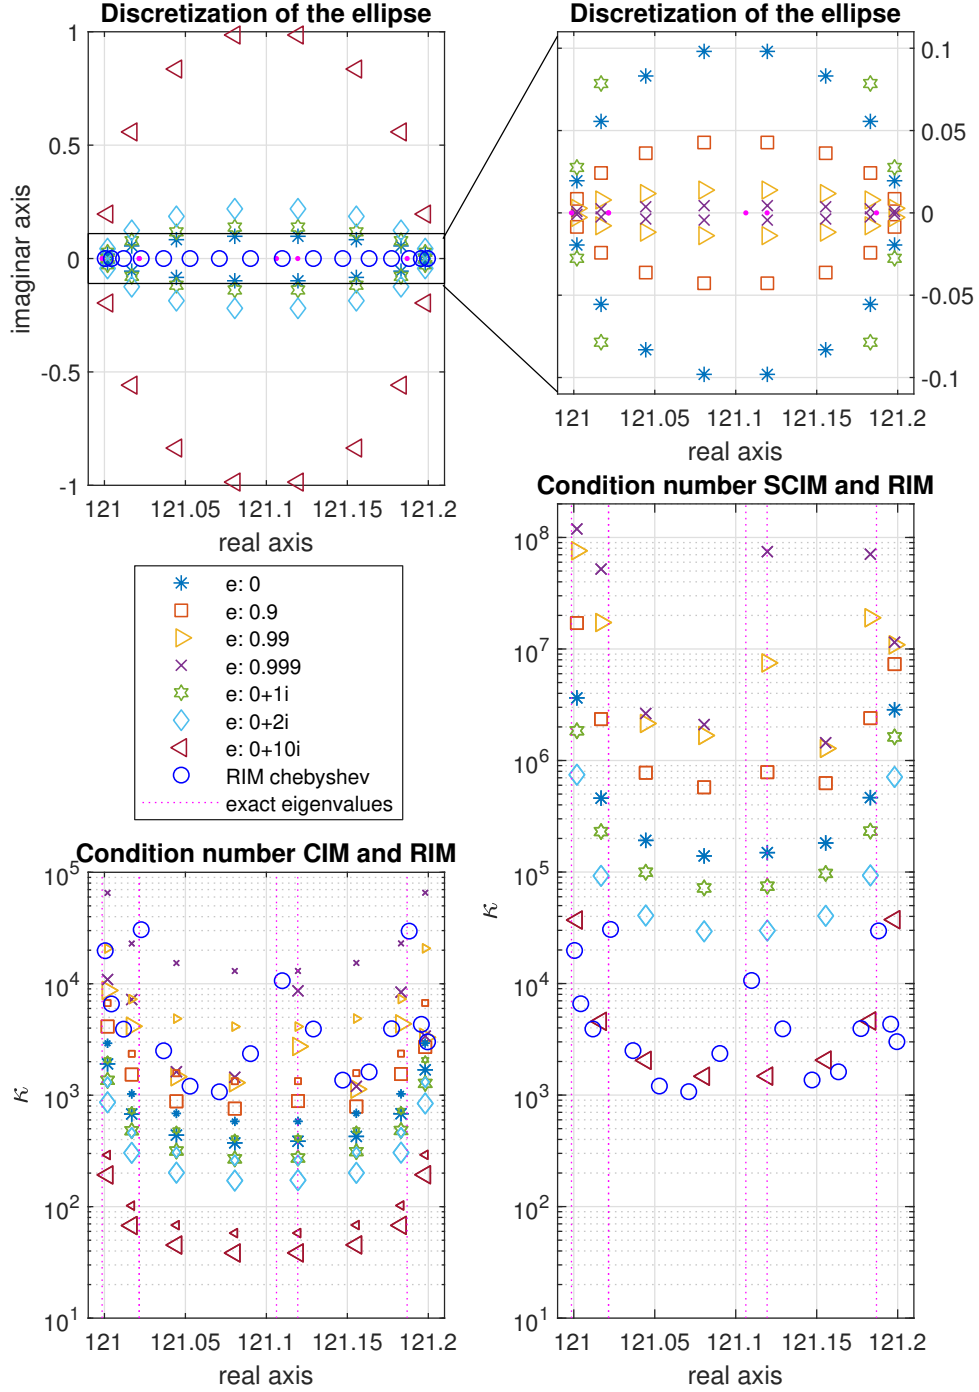 Discretization of the ellipse
1
0.5
0
-0.5
-1
imaginar axis
121
121.05
121.1
121.15
121.2
real axis
Discretization of the ellipse
0.1
0.05
0
-0.05
-0.1
121
121.05
121.1
121.15
121.2
real axis
e: 0
e: 0.9
e: 0.99
e: 0.999
e: 0+1i
e: 0+2i
e: 0+10i
RIM chebyshev
exact eigenvalues
Condition number SCIM and RIM
10^8
10^7
10^6
10^5
10^4
10^3
10^2
10^1
κ
121
121.05
121.1
121.15
121.2
real axis
Condition number CIM and RIM
10^5
10^4
10^3
10^2
10^1
κ
121
121.05
121.1
121.15
121.2
real axis